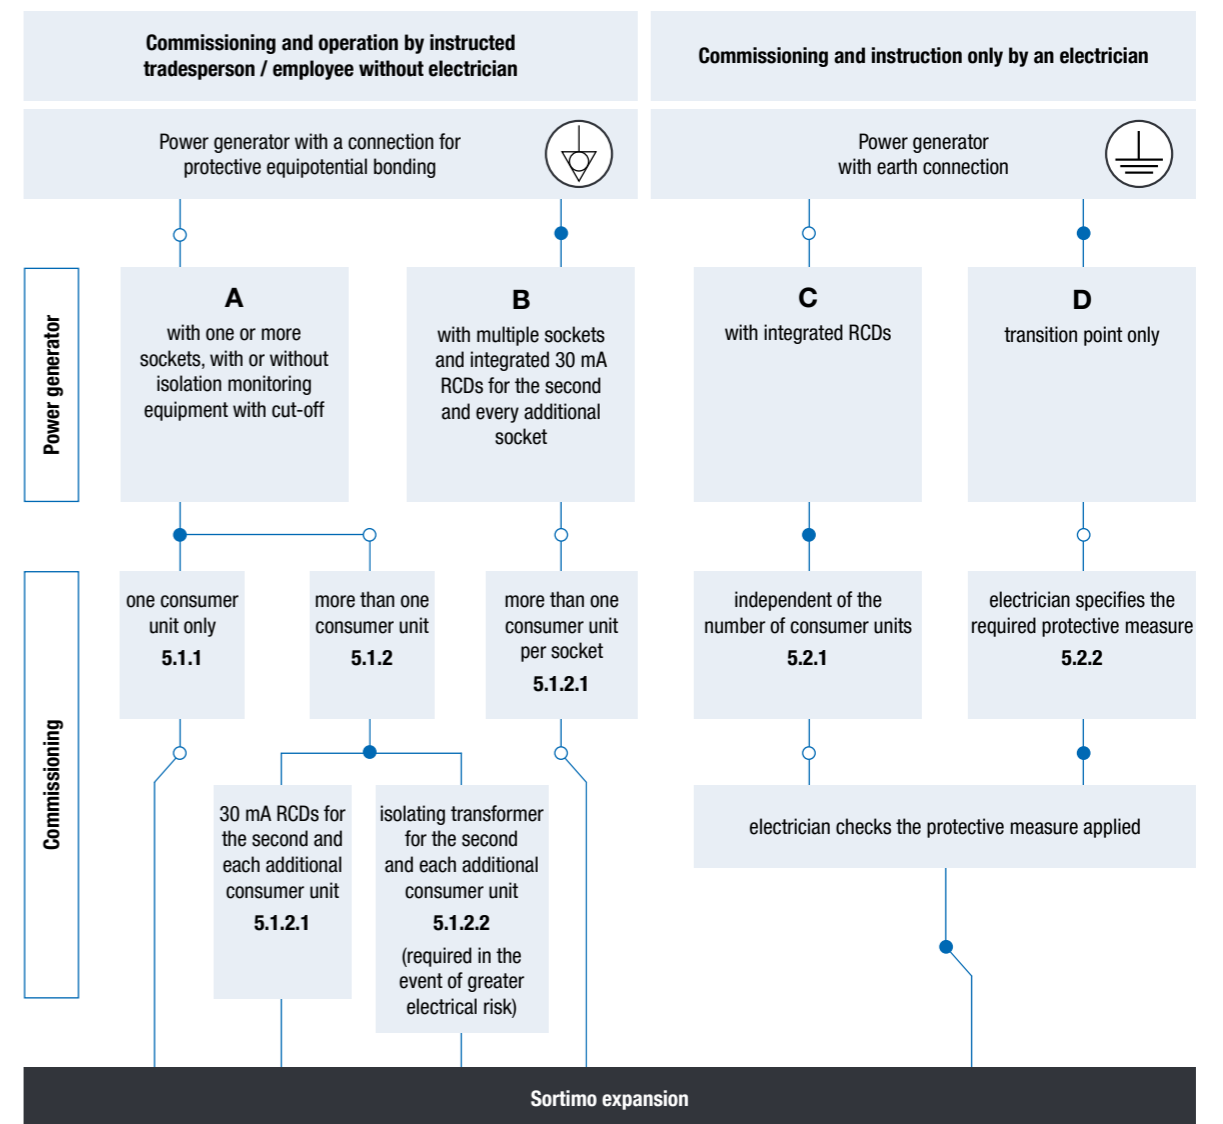 Commissioning and operation by instructed
tradesperson / employee without electrician
Commissioning and instruction only by an electrician
Power generator with a connection for
protective equipotential bonding
Power generator
with earth connection
Power generator
A
with one or more
sockets, with or without
isolation monitoring
equipment with cut-off
B
with multiple sockets
and integrated 30 mA
RCDs for the second
and every additional
socket
C
with integrated RCDs
D
transition point only
Commissioning
one consumer
unit only
5.1.1
more than one
consumer unit
5.1.2
more than one
consumer unit
per socket
5.1.2.1
independent of the
number of consumer units
5.2.1
electrician specifies the
required protective measure
5.2.2
30 mA RCDs for
the second and
each additional
consumer unit
5.1.2.1
isolating transformer
for the second
and each additional
consumer unit
5.1.2.2
(required in the
event of greater
electrical risk)
electrician checks the protective measure applied
Sortimo expansion